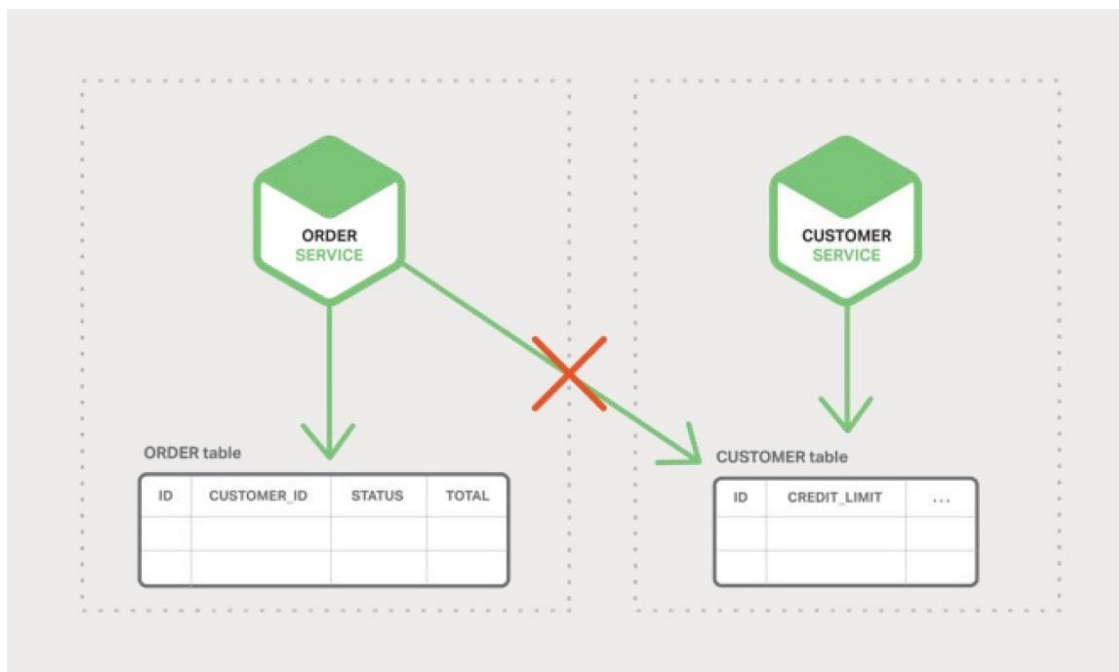 ORDER
SERVICE
CUSTOMER
SERVICE
ORDER table
ID CUSTOMER_ID STATUS TOTAL
CUSTOMER table
ID CREDIT_LIMIT ...